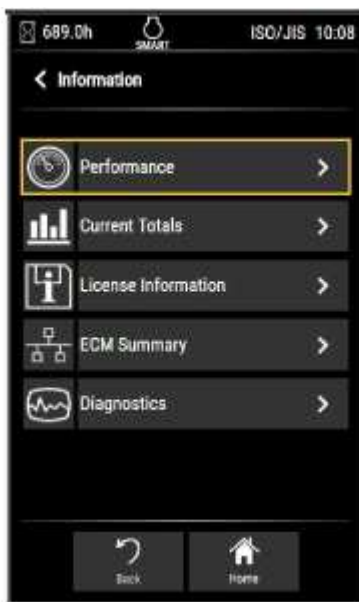 689.0h SMART ISO/JIS 10:08
Information
Performance
Current Totals
License Information
ECM Summary
Diagnostics
Back Home